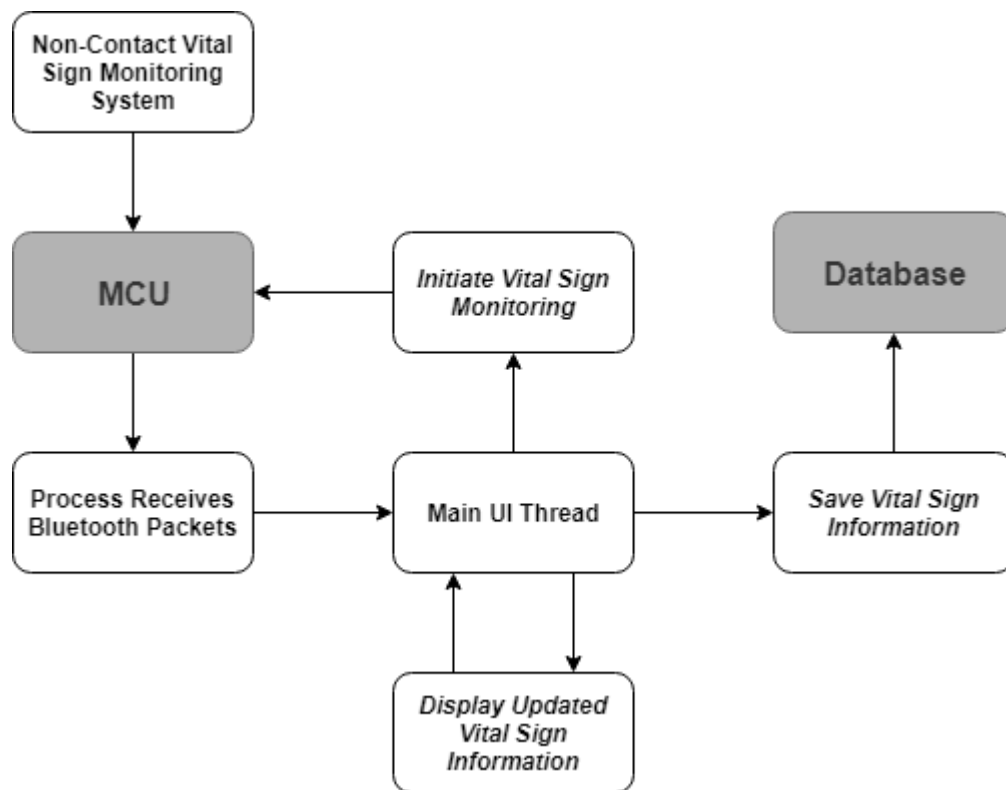 Non-Contact Vital
Sign Monitoring
System
MCU
Initiate Vital Sign
Monitoring
Database
Process Receives
Bluetooth Packets
Main UI Thread
Save Vital Sign
Information
Display Updated
Vital Sign
Information